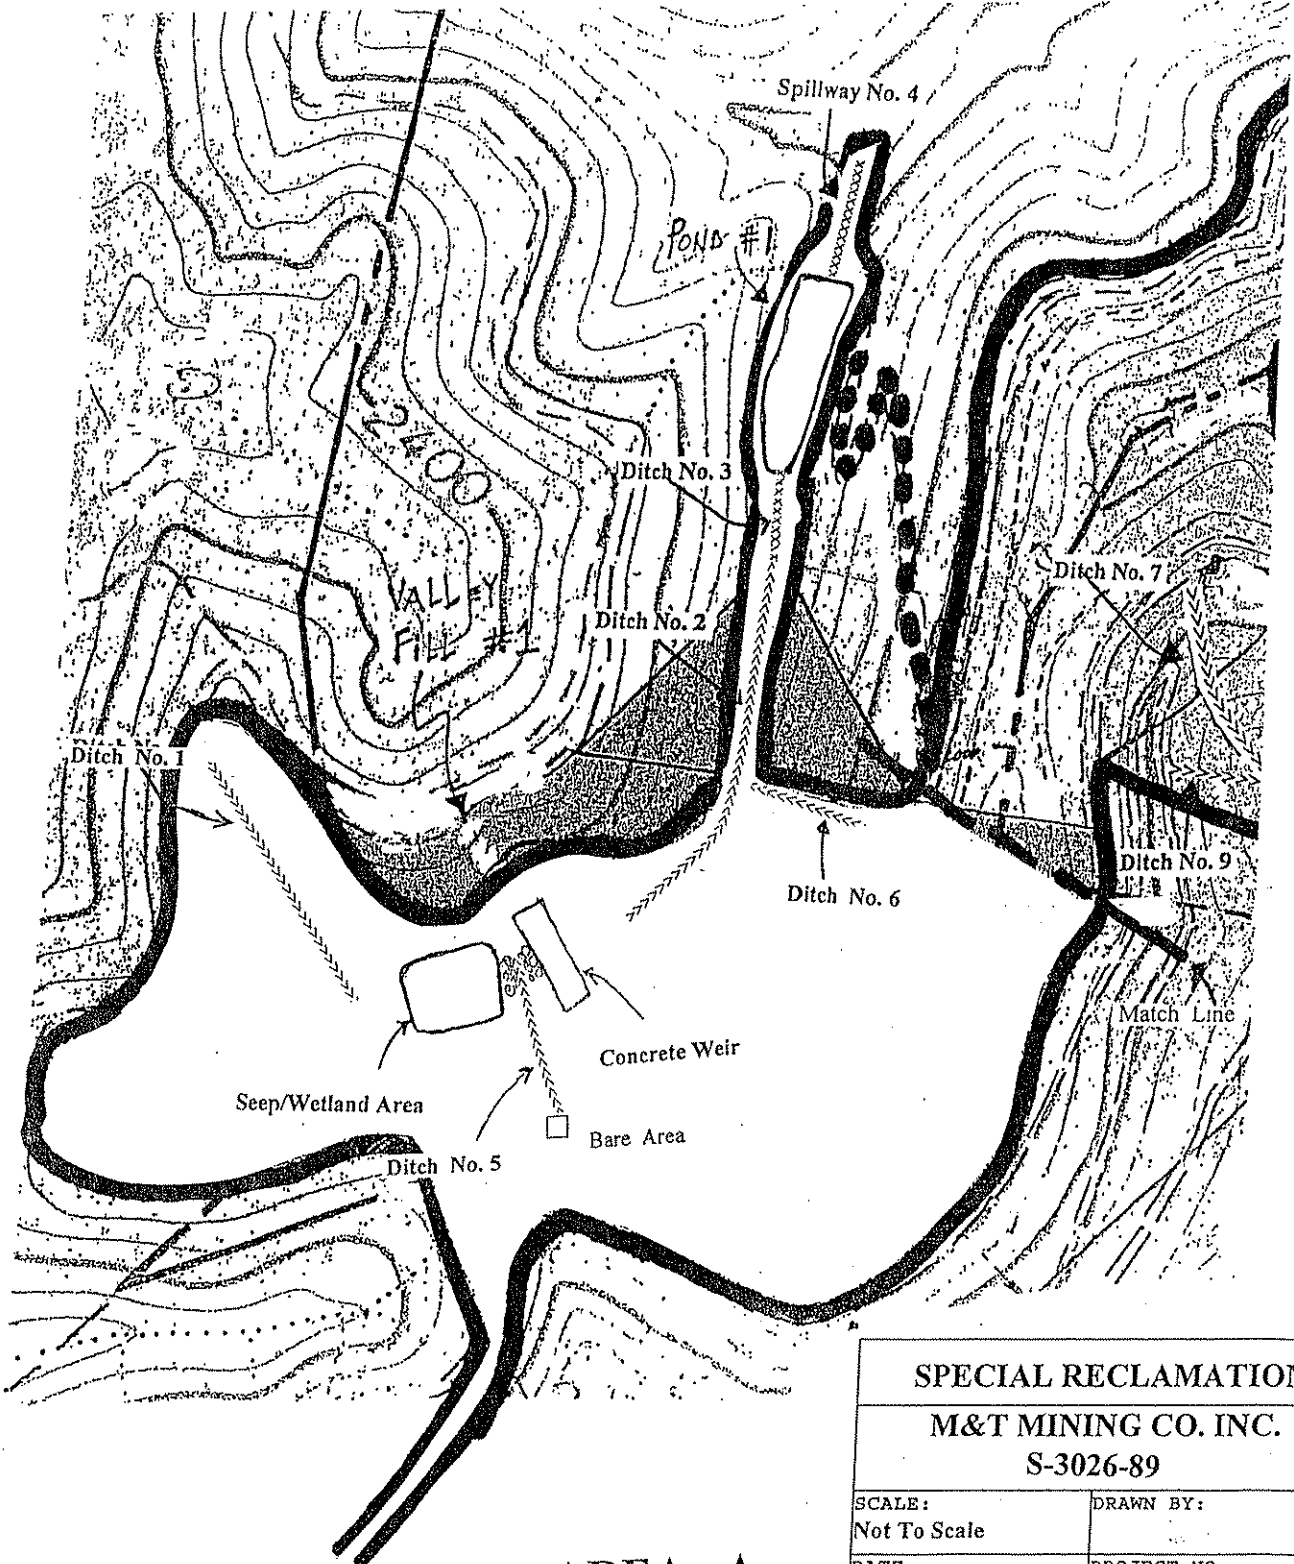 Spillway No. 4
POND #1
2400
Ditch No. 3
Ditch No. 7
VALLEY
FILL #1
Ditch No. 2
Ditch No. 1
Ditch No. 9
Ditch No. 6
Match Line
Concrete Weir
Seep/Wetland Area
Bare Area
Ditch No. 5
SPECIAL RECLAMATION
M&T MINING CO. INC.
S-3026-89
SCALE:
DRAWN BY:
Not To Scale
AREA A